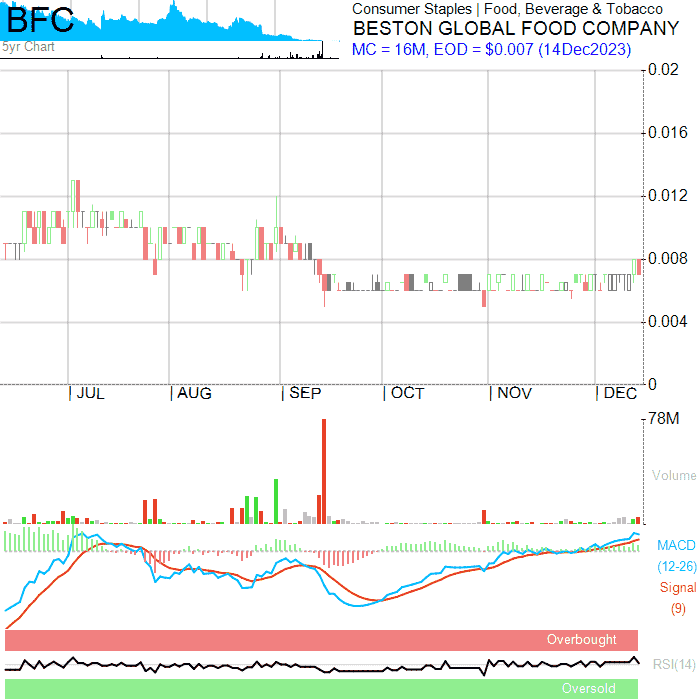 BFC
5yr Chart
Consumer Staples | Food, Beverage & Tobacco
BESTON GLOBAL FOOD COMPANY
MC = 16M, EOD = $0.007 (14Dec2023)
0.02
0.016
0.012
0.008
0.004
0
JUL AUG SEP OCT NOV DEC
78M
Volume
MACD
(12-26)
Signal
(9)
Overbought
RSI(14)
Oversold